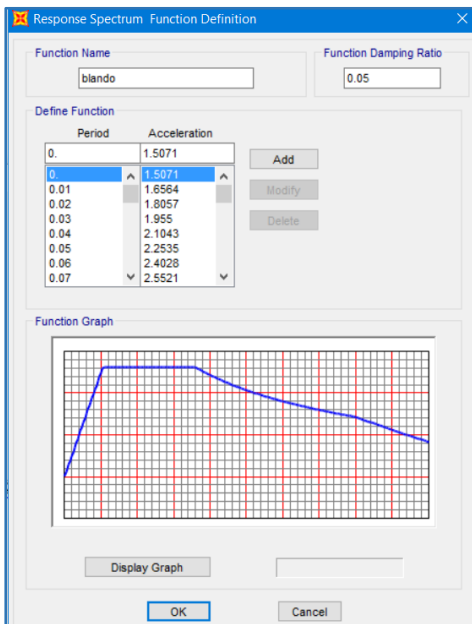 Response Spectrum Function Definition
Function Name
Function Damping Ratio
blando
0.05
Define Function
Period Acceleration
0. 1.5071
Add
0. 1.5071
0.01 1.6564
Modify
0.02 1.8057
0.03 1.955
Delete
0.04 2.1043
0.05 2.2535
0.06 2.4028
0.07 2.5521
Function Graph
Display Graph
OK Cancel